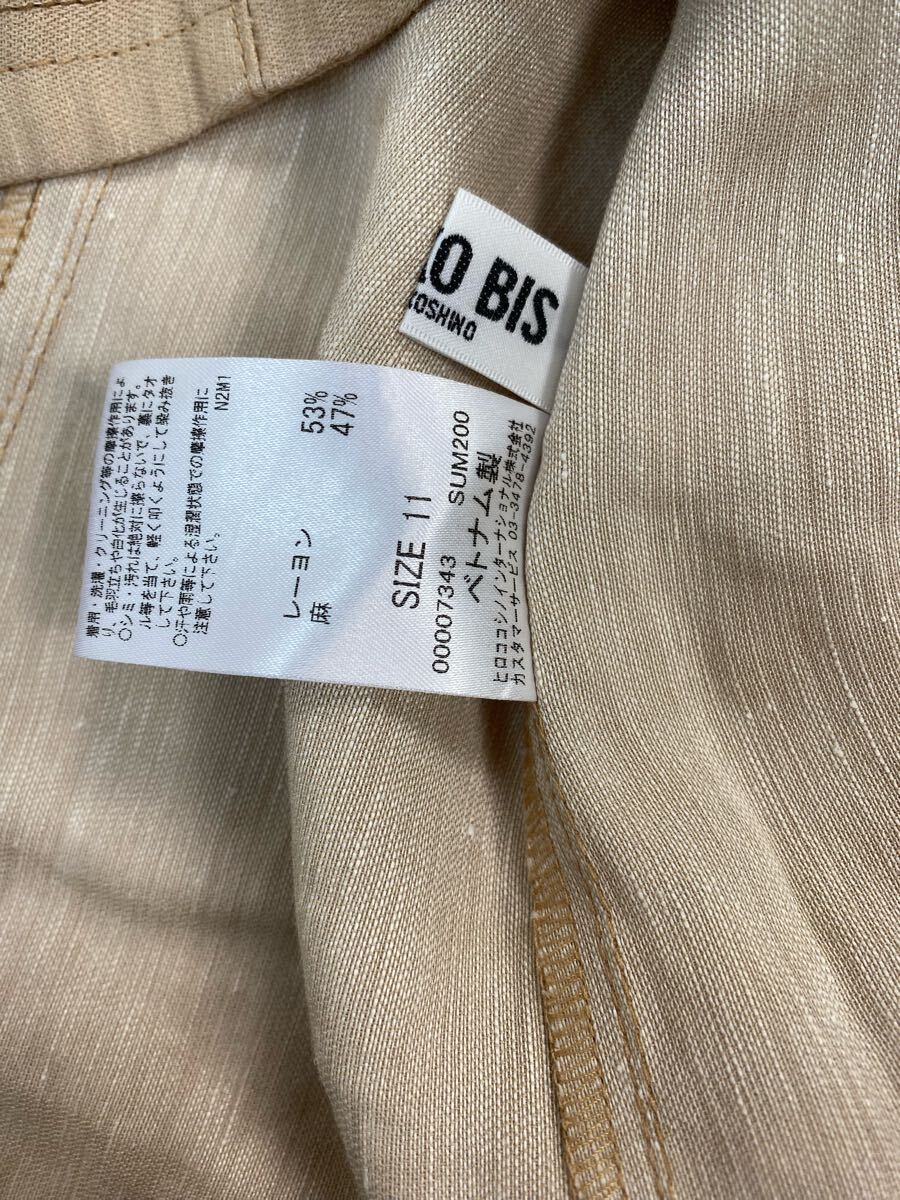 KO BIS
KOSHINO
着用・洗濯・クリーニング等の摩擦作用によ
り、毛羽立ちや白化が生じることがあります。
○シミ・汚れは絶対に擦らないで、裏にタオ
ル等を当て、軽く叩くようにして染み抜き
して下さい。
○汗や雨等による湿潤状態での摩擦作用に
注意して下さい。
N2M1
レーヨン 53%
麻 47%
SIZE 11
00007343 SUM200
ベトナム製
ヒロココシノインターナショナル株式会社
カスタマーサービス 03-3478-4392